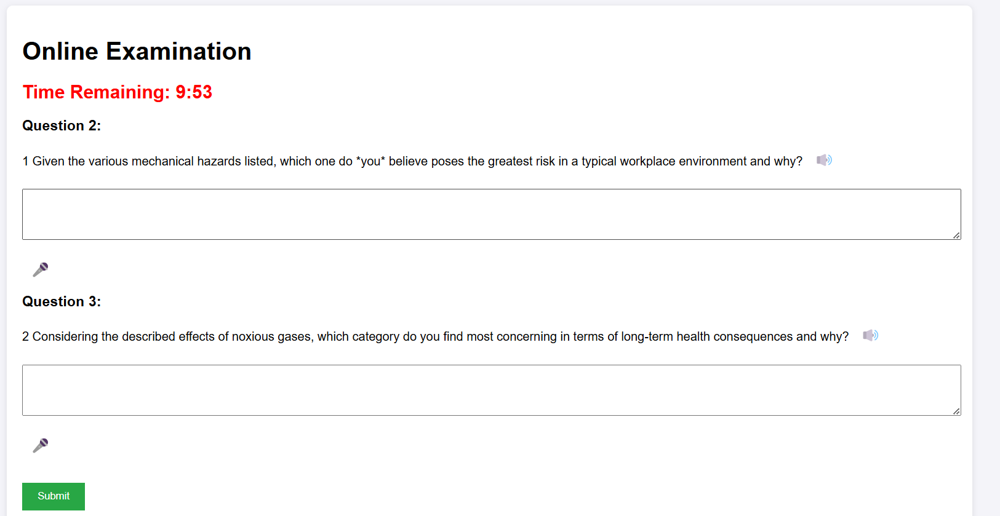 Online Examination
Time Remaining: 9:53
Question 2:
1 Given the various mechanical hazards listed, which one do *you* believe poses the greatest risk in a typical workplace environment and why?
Question 3:
2 Considering the described effects of noxious gases, which category do you find most concerning in terms of long-term health consequences and why?
Submit